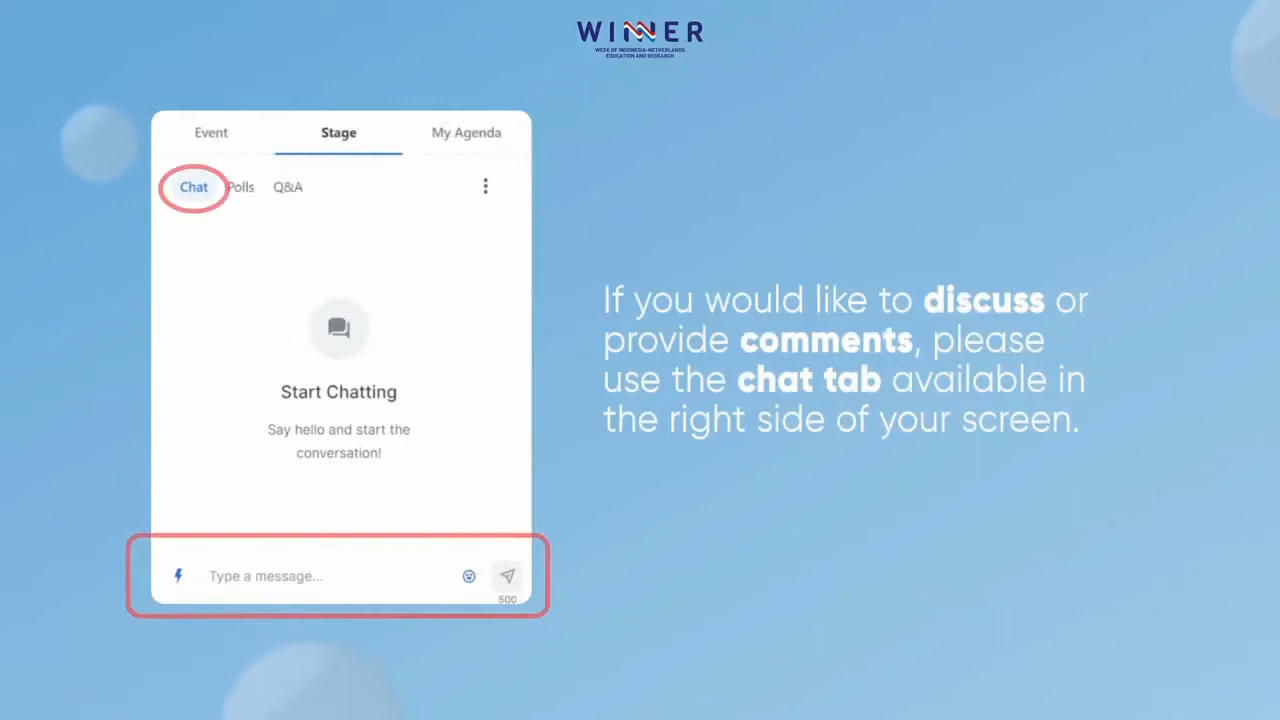 WINNER
WEEK OF INDONESIA-NETHERLANDS
EDUCATION AND RESEARCH
Event Stage My Agenda
Chat Polls Q&A
Start Chatting
Say hello and start the
conversation!
Type a message...
500
If you would like to discuss or
provide comments, please
use the chat tab available in
the right side of your screen.